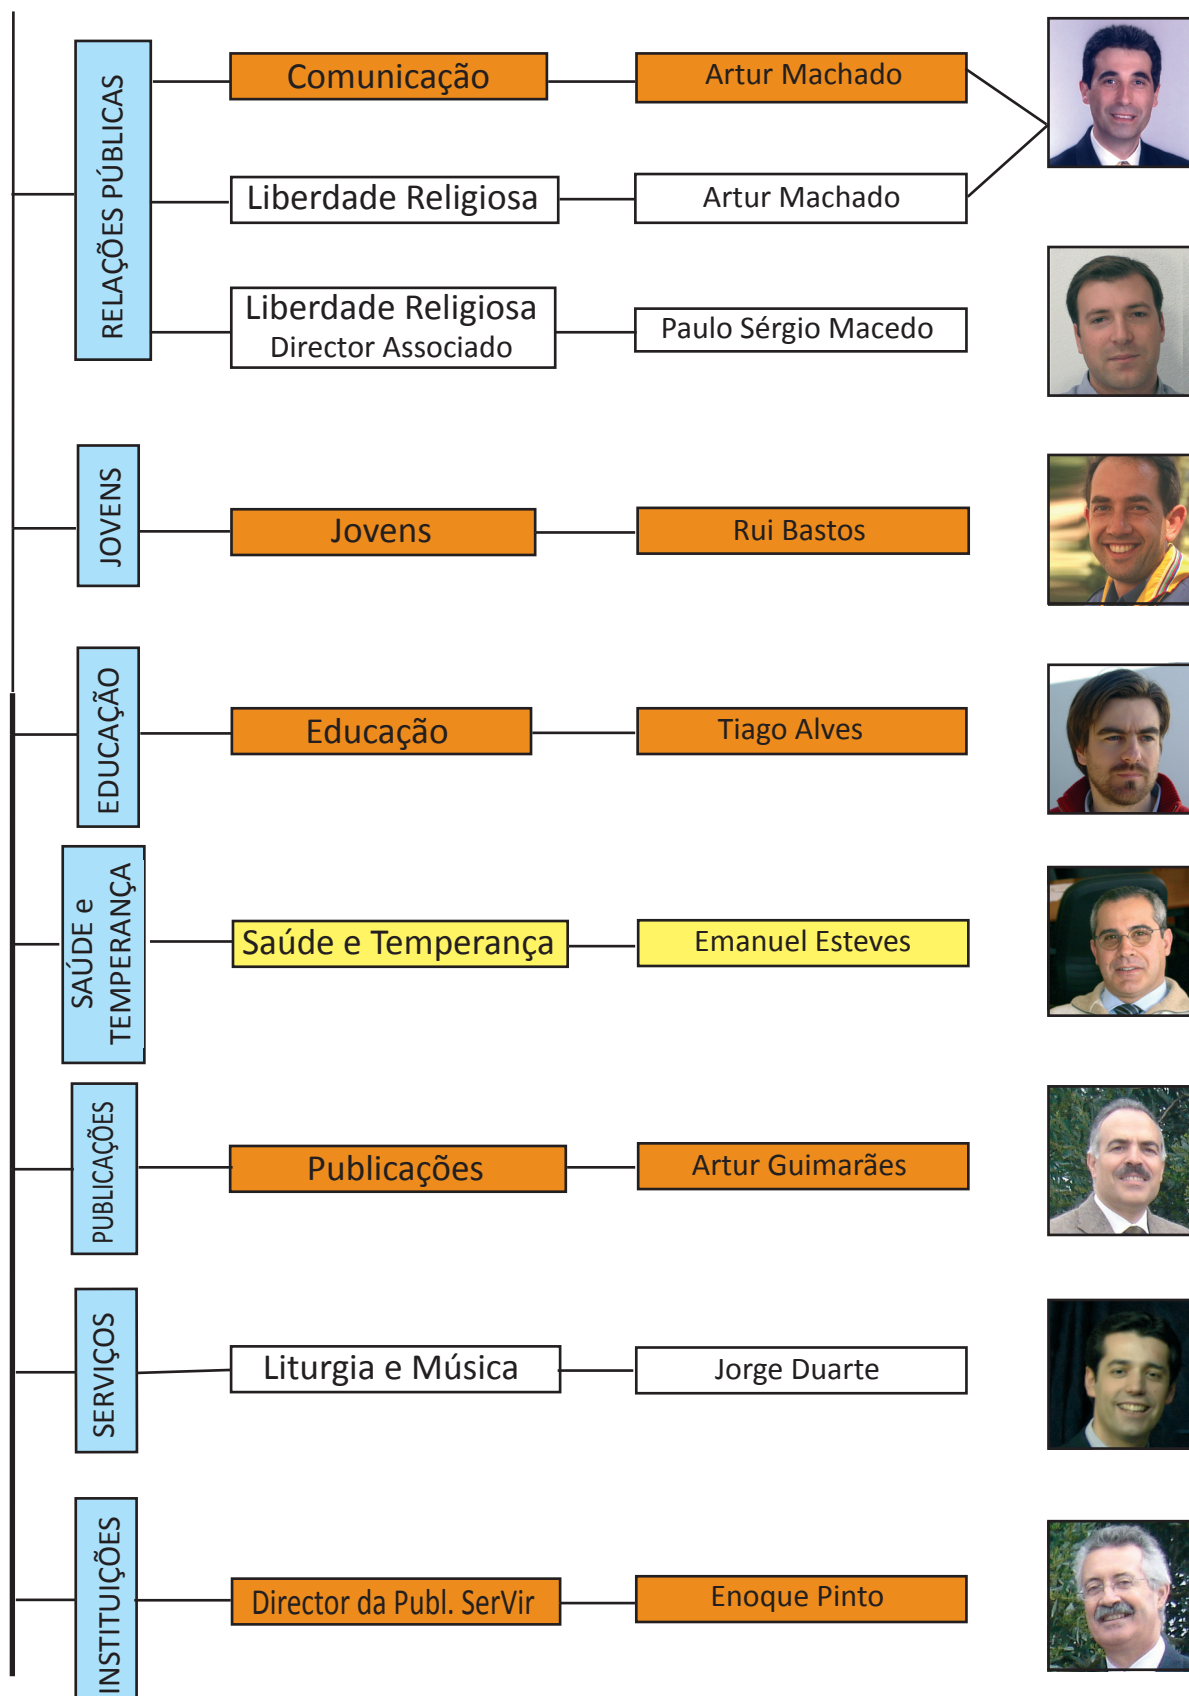 RELAÇÕES PÚBLICAS
Comunicação
Artur Machado
Liberdade Religiosa
Artur Machado
Liberdade Religiosa
Director Associado
Paulo Sérgio Macedo
JOVENS
Jovens
Rui Bastos
EDUCAÇÃO
Educação
Tiago Alves
SAÚDE e
TEMPERANÇA
Saúde e Temperança
Emanuel Esteves
PUBLICAÇÕES
Publicações
Artur Guimarães
SERVIÇOS
Liturgia e Música
Jorge Duarte
INSTITUIÇÕES
Director da Publ. SerVir
Enoque Pinto